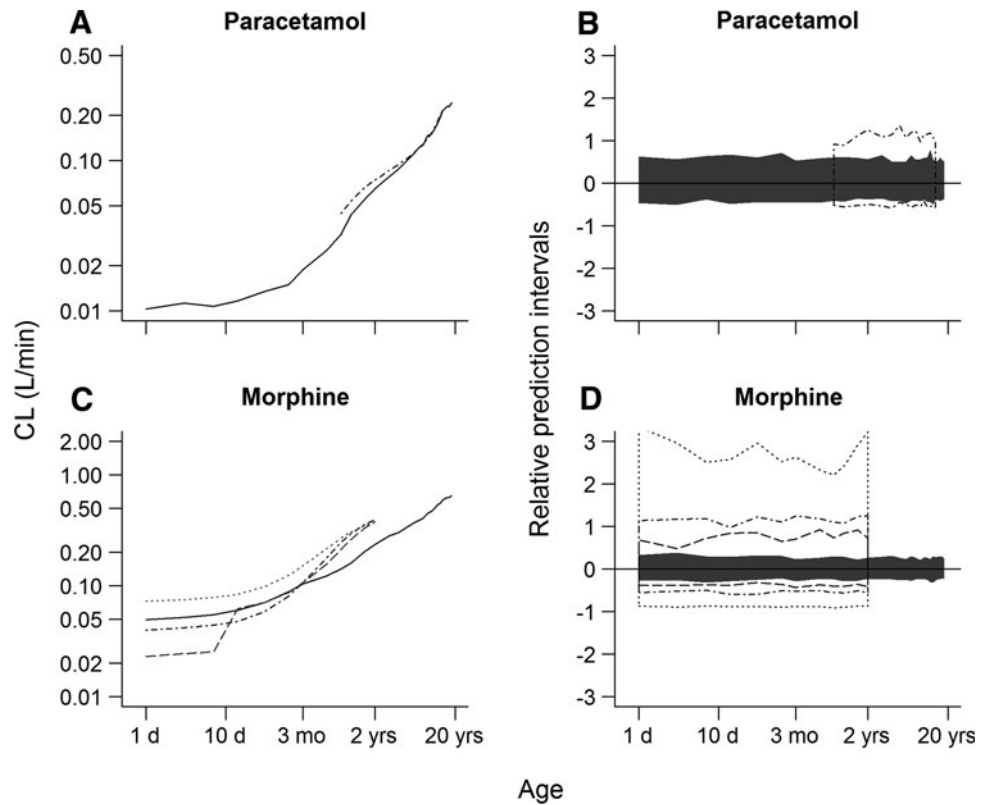 A
Paracetamol
0.50
0.20
0.10
0.05
0.02
0.01
B
Paracetamol
3
2
1
0
-1
-2
-3
C
Morphine
2.00
1.00
0.50
0.20
0.10
0.05
0.02
0.01
1 d
10 d
3 mo
2 yrs
20 yrs
D
Morphine
3
2
1
0
-1
-2
-3
1 d
10 d
3 mo
2 yrs
20 yrs
CL (L/min)
Relative prediction intervals
Age